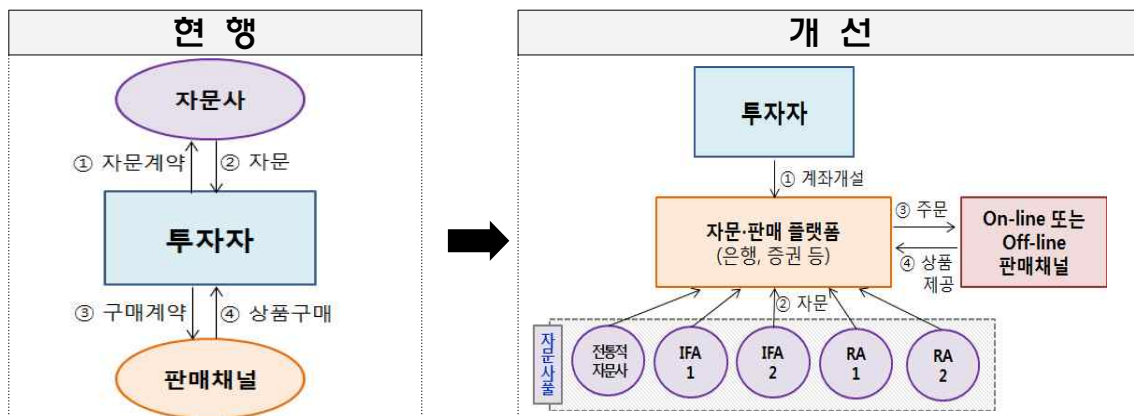 현 행
자문사
① 자문계약
② 자문
투자자
③ 구매계약
④ 상품구매
판매채널
개 선
투자자
① 계좌개설
자문·판매 플랫폼
(은행, 증권 등)
③ 주문
④ 상품
제공
On-line 또는
Off-line
판매채널
② 자문
자문사풀
전통적
자문사
IFA
1
IFA
2
RA
1
RA
2